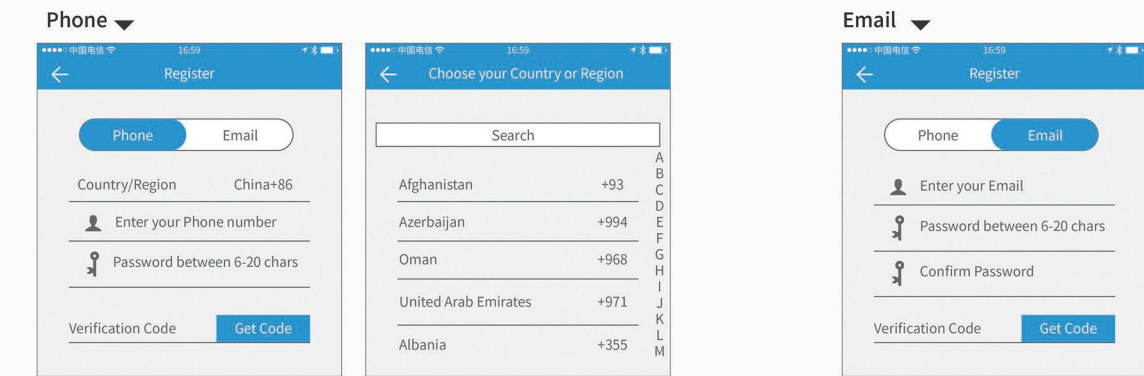 Phone
中国电信 16:59
Register
Phone Email
Country/Region China+86
Enter your Phone number
Password between 6-20 chars
Verification Code Get Code
中国电信 16:59
Choose your Country or Region
Search
Afghanistan +93
Azerbaijan +994
Oman +968
United Arab Emirates +971
Albania +355
A
B
C
D
E
F
G
H
I
J
K
L
M
Email
中国电信 16:59
Register
Phone Email
Enter your Email
Password between 6-20 chars
Confirm Password
Verification Code Get Code